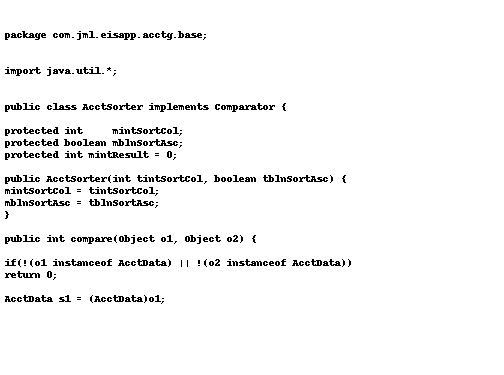 package com.jml.eisapp.acctg.base;
import java.util.*;
public class AcctSorter implements Comparator {
protected int     mintSortCol;
protected boolean mblnSortAsc;
protected int mintResult = 0;
public AcctSorter(int tintSortCol, boolean tblnSortAsc) {
mintSortCol = tintSortCol;
mblnSortAsc = tblnSortAsc;
}
public int compare(Object o1, Object o2) {
if(!(o1 instanceof AcctData) || !(o2 instanceof AcctData))
return 0;
AcctData s1 = (AcctData)o1;